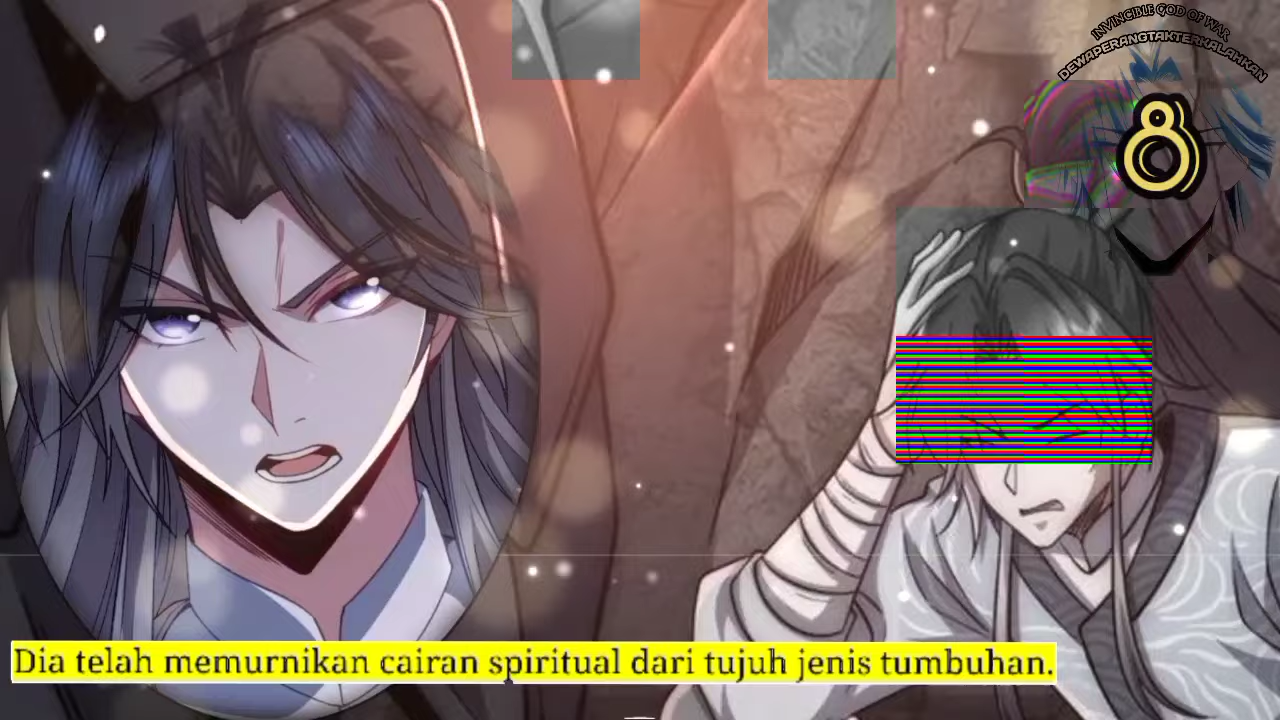 INVINCIBLE GOD OF WAR
DEWAPERANGTAKTERKALAHKAN
8
Dia telah memurnikan cairan spiritual dari tujuh jenis tumbuhan.